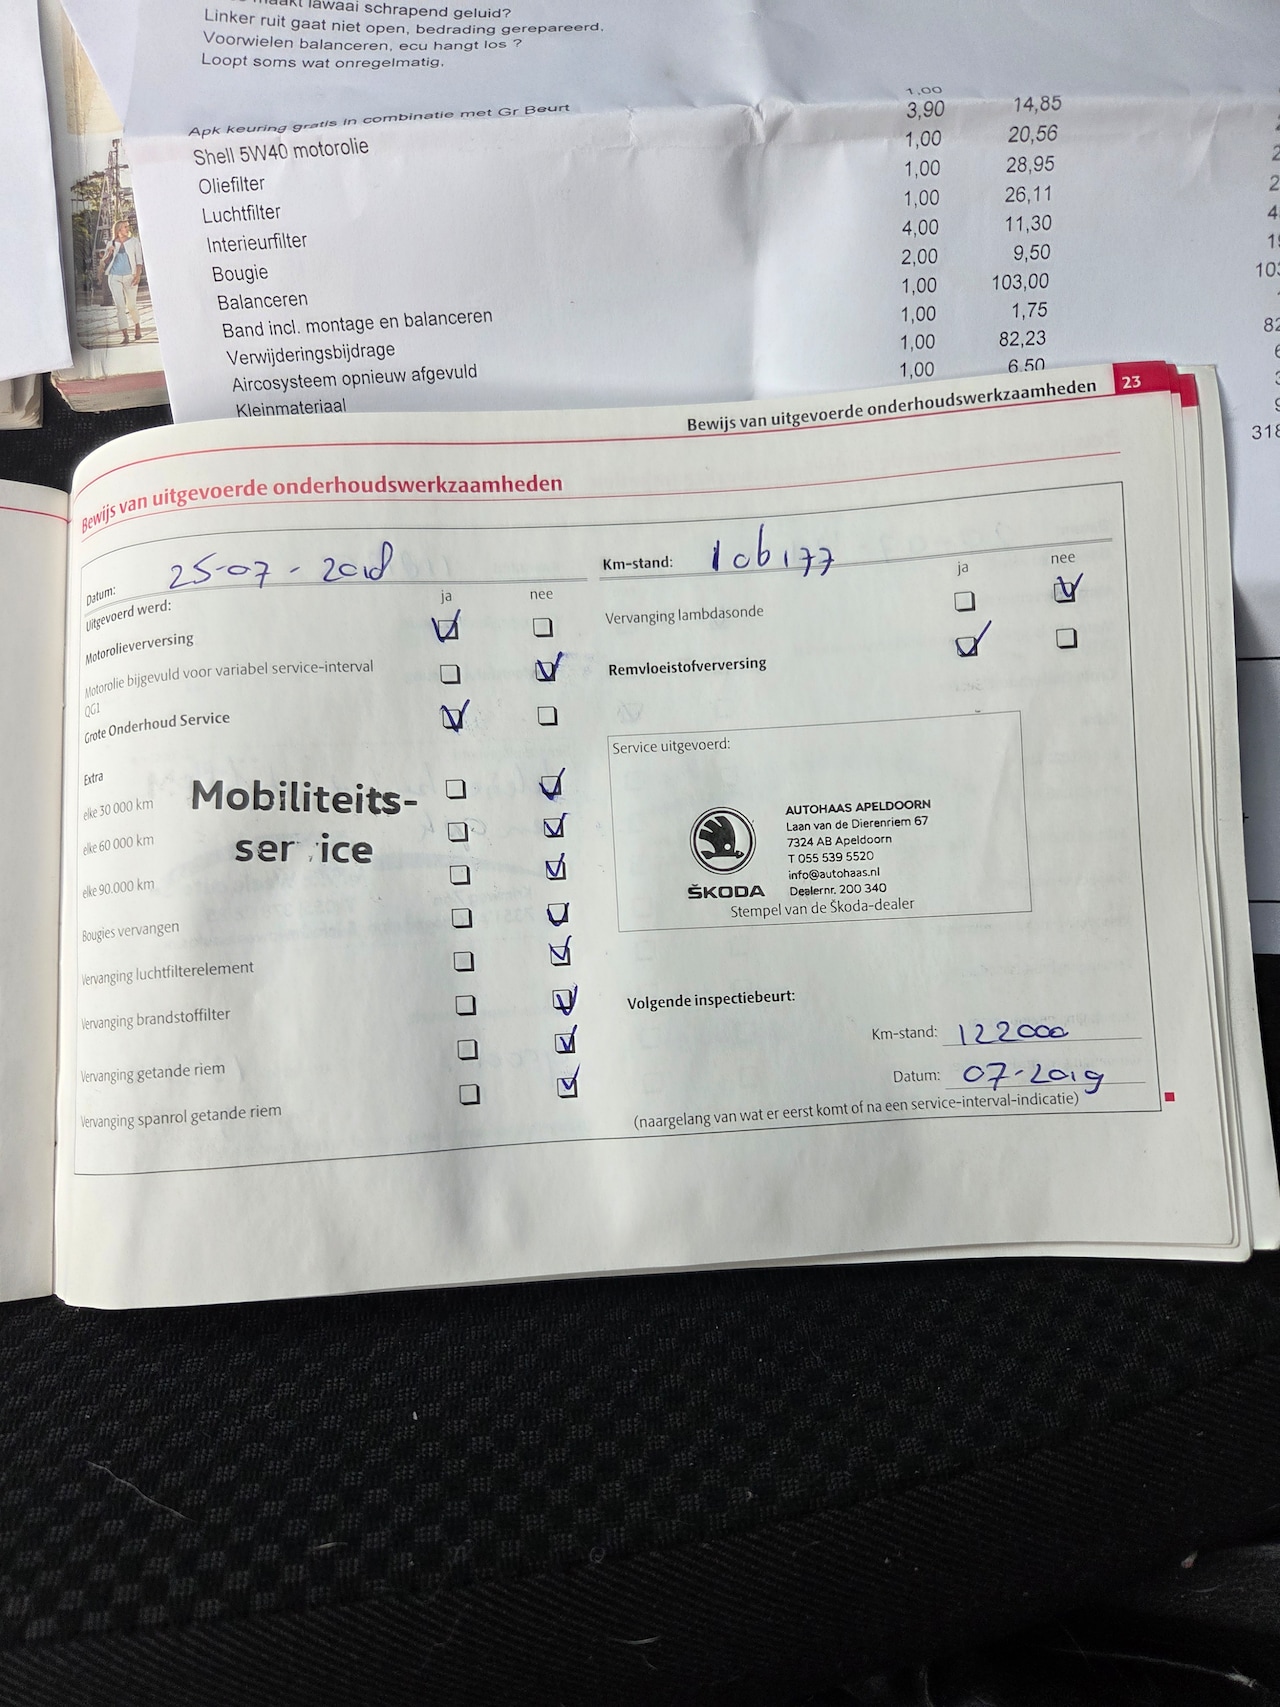 lawaai schrapend geluid?
Linker ruit gaat niet open, bedrading gerepareerd.
Voorwielen balanceren, ecu hangt los ?
Loopt soms wat onregelmatig.
Apk keuring gratis in combinatie met Gr Beurt 1,00
Shell 5W40 motorolie 3,90 14,85
Oliefilter 1,00 20,56
Luchtfilter 1,00 28,95
Interieurfilter 1,00 26,11
Bougie 4,00 11,30
Balanceren 2,00 9,50
Band incl. montage en balanceren 1,00 103,00
Verwijderingsbijdrage 1,00 1,75
Aircosysteem opnieuw afgevuld 1,00 82,23
Kleinmateriaal 1,00 6,50
Bewijs van uitgevoerde onderhoudswerkzaamheden 23
Bewijs van uitgevoerde onderhoudswerkzaamheden
Datum: 25-07-2018
Uitgevoerd werd: ja nee
Motorolieverversing
Motorolie bijgevuld voor variabel service-interval
QG1
Grote Onderhoud Service
Extra
elke 30 000 km
elke 60 000 km
elke 90.000 km
Mobiliteits-
service
Bougies vervangen
Vervanging luchtfilterelement
Vervanging brandstoffilter
Vervanging getande riem
Vervanging spanrol getande riem
Km-stand: 106177
ja nee
Vervanging lambdasonde
Remvloeistofverversing
Service uitgevoerd:
ŠKODA
AUTOHAAS APELDOORN
Laan van de Dierenriem 67
7324 AB Apeldoorn
T 055 539 5520
info@autohaas.nl
Dealernr. 200 340
Stempel van de Škoda-dealer
Volgende inspectiebeurt:
Km-stand: 122000
Datum: 07-2019
(naargelang van wat er eerst komt of na een service-interval-indicatie)